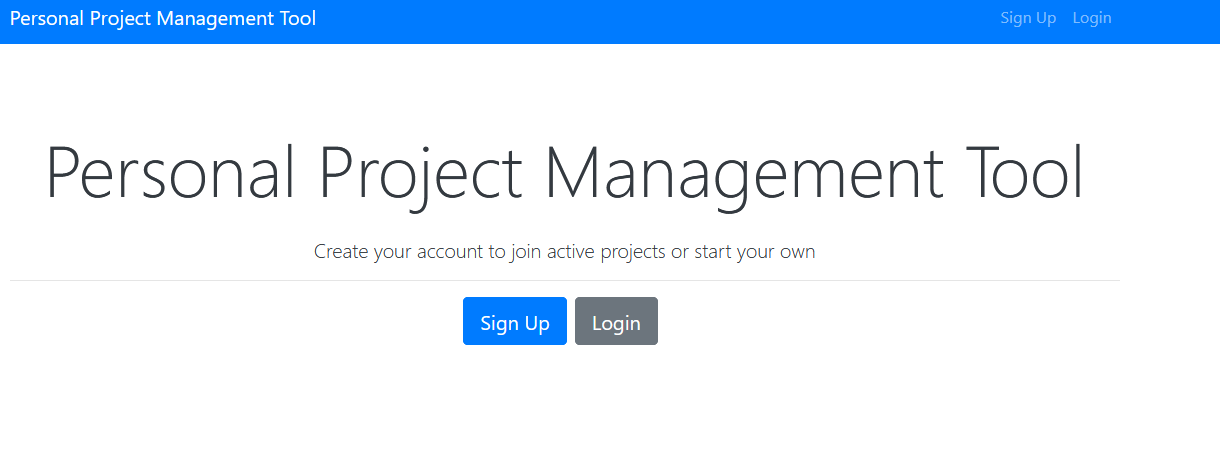 Personal Project Management Tool Sign Up Login
Personal Project Management Tool
Create your account to join active projects or start your own
Sign Up Login